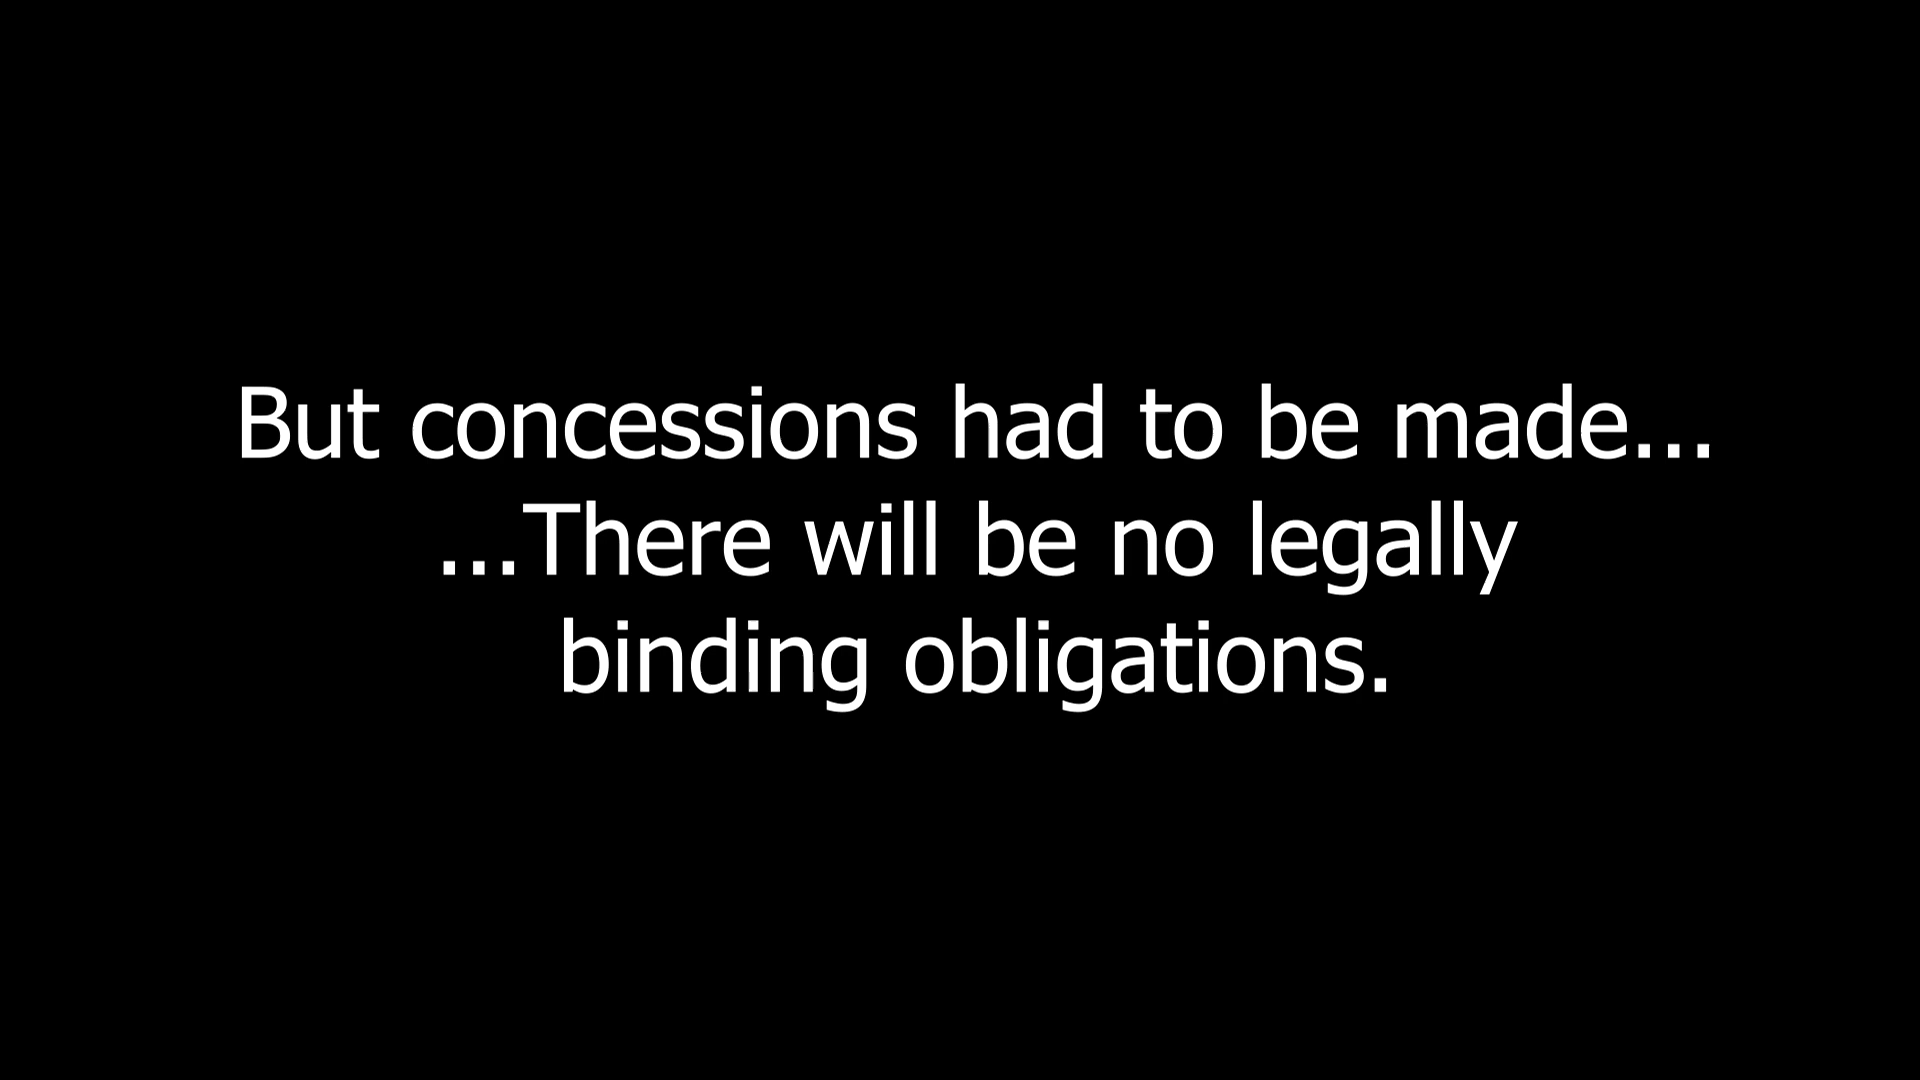 But concessions had to be made...
...There will be no legally
binding obligations.